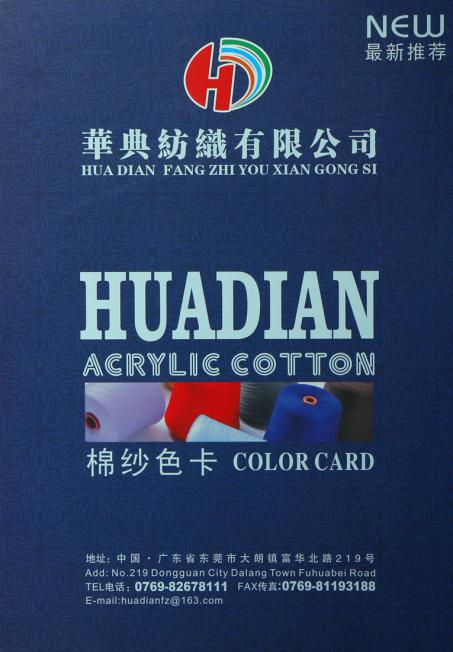 NEW
最新推荐
華典紡織有限公司
HUA DIAN FANG ZHI YOU XIAN GONG SI
HUADIAN
ACRYLIC COTTON
棉纱色卡 COLOR CARD
地址: 中国·广东省东莞市大朗镇富华北路219号
Add: No.219 Dongguan City Dalang Town Fuhuabei Road
TEL电话: 0769-82678111 FAX传真:0769-81193188
E-mail:huadianfz@163.com